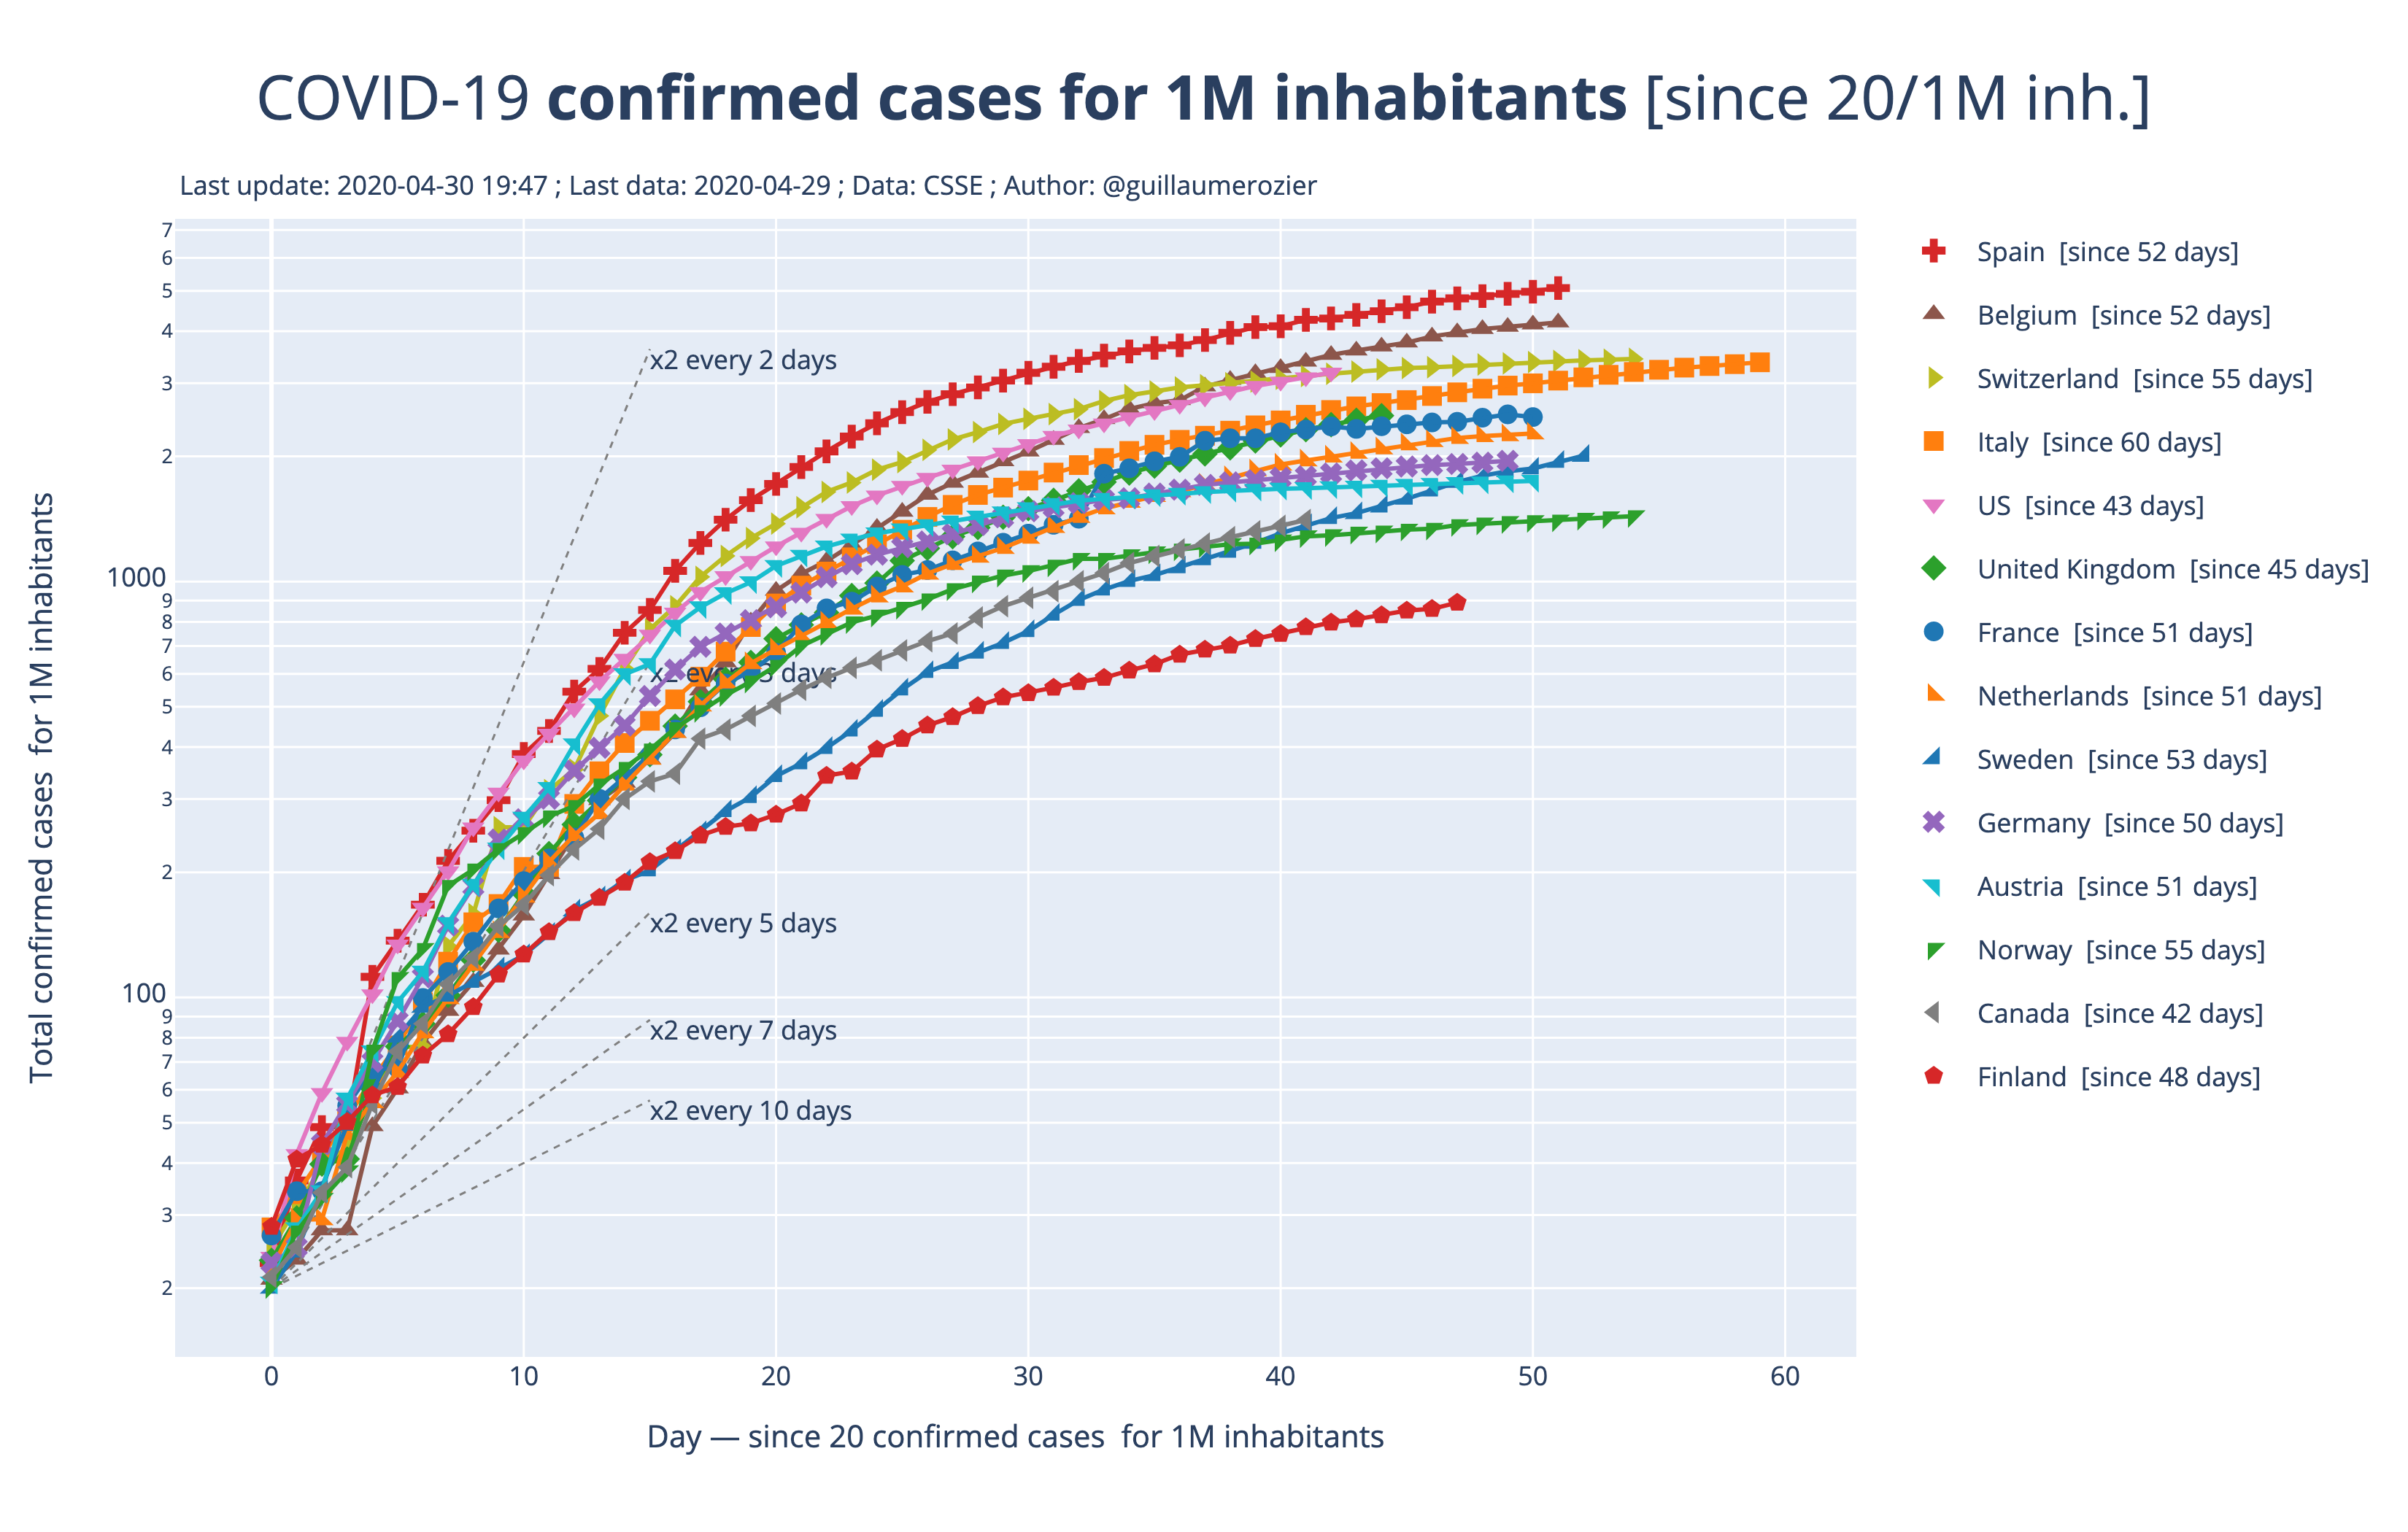 COVID-19 confirmed cases for 1M inhabitants [since 20/1M inh.]
Last update: 2020-04-30 19:47 ; Last data: 2020-04-29 ; Data: CSSE ; Author: @guillaumerozier
Total confirmed cases for 1M inhabitants
7
6
5
4
3
2
1000
9
8
7
6
5
4
3
2
100
9
8
7
6
5
4
3
2
x2 every 2 days
x2 every 3 days
x2 every 5 days
x2 every 7 days
x2 every 10 days
0 10 20 30 40 50 60
Day — since 20 confirmed cases for 1M inhabitants
Spain [since 52 days]
Belgium [since 52 days]
Switzerland [since 55 days]
Italy [since 60 days]
US [since 43 days]
United Kingdom [since 45 days]
France [since 51 days]
Netherlands [since 51 days]
Sweden [since 53 days]
Germany [since 50 days]
Austria [since 51 days]
Norway [since 55 days]
Canada [since 42 days]
Finland [since 48 days]